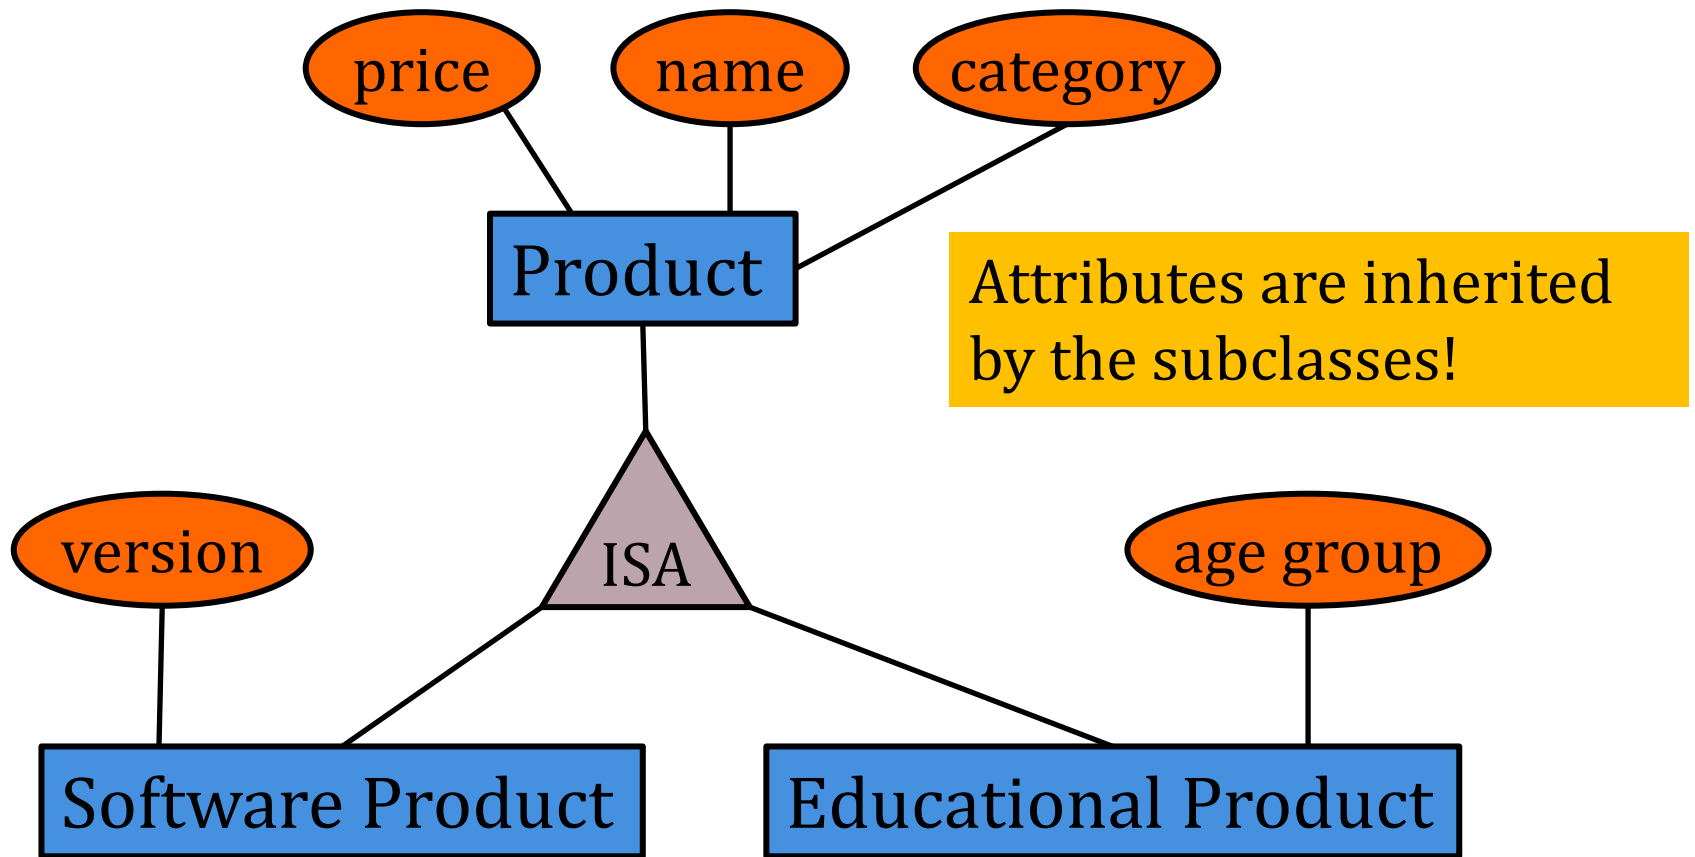 price
name
category
Product
Attributes are inherited
by the subclasses!
version
ISA
age group
Software Product
Educational Product